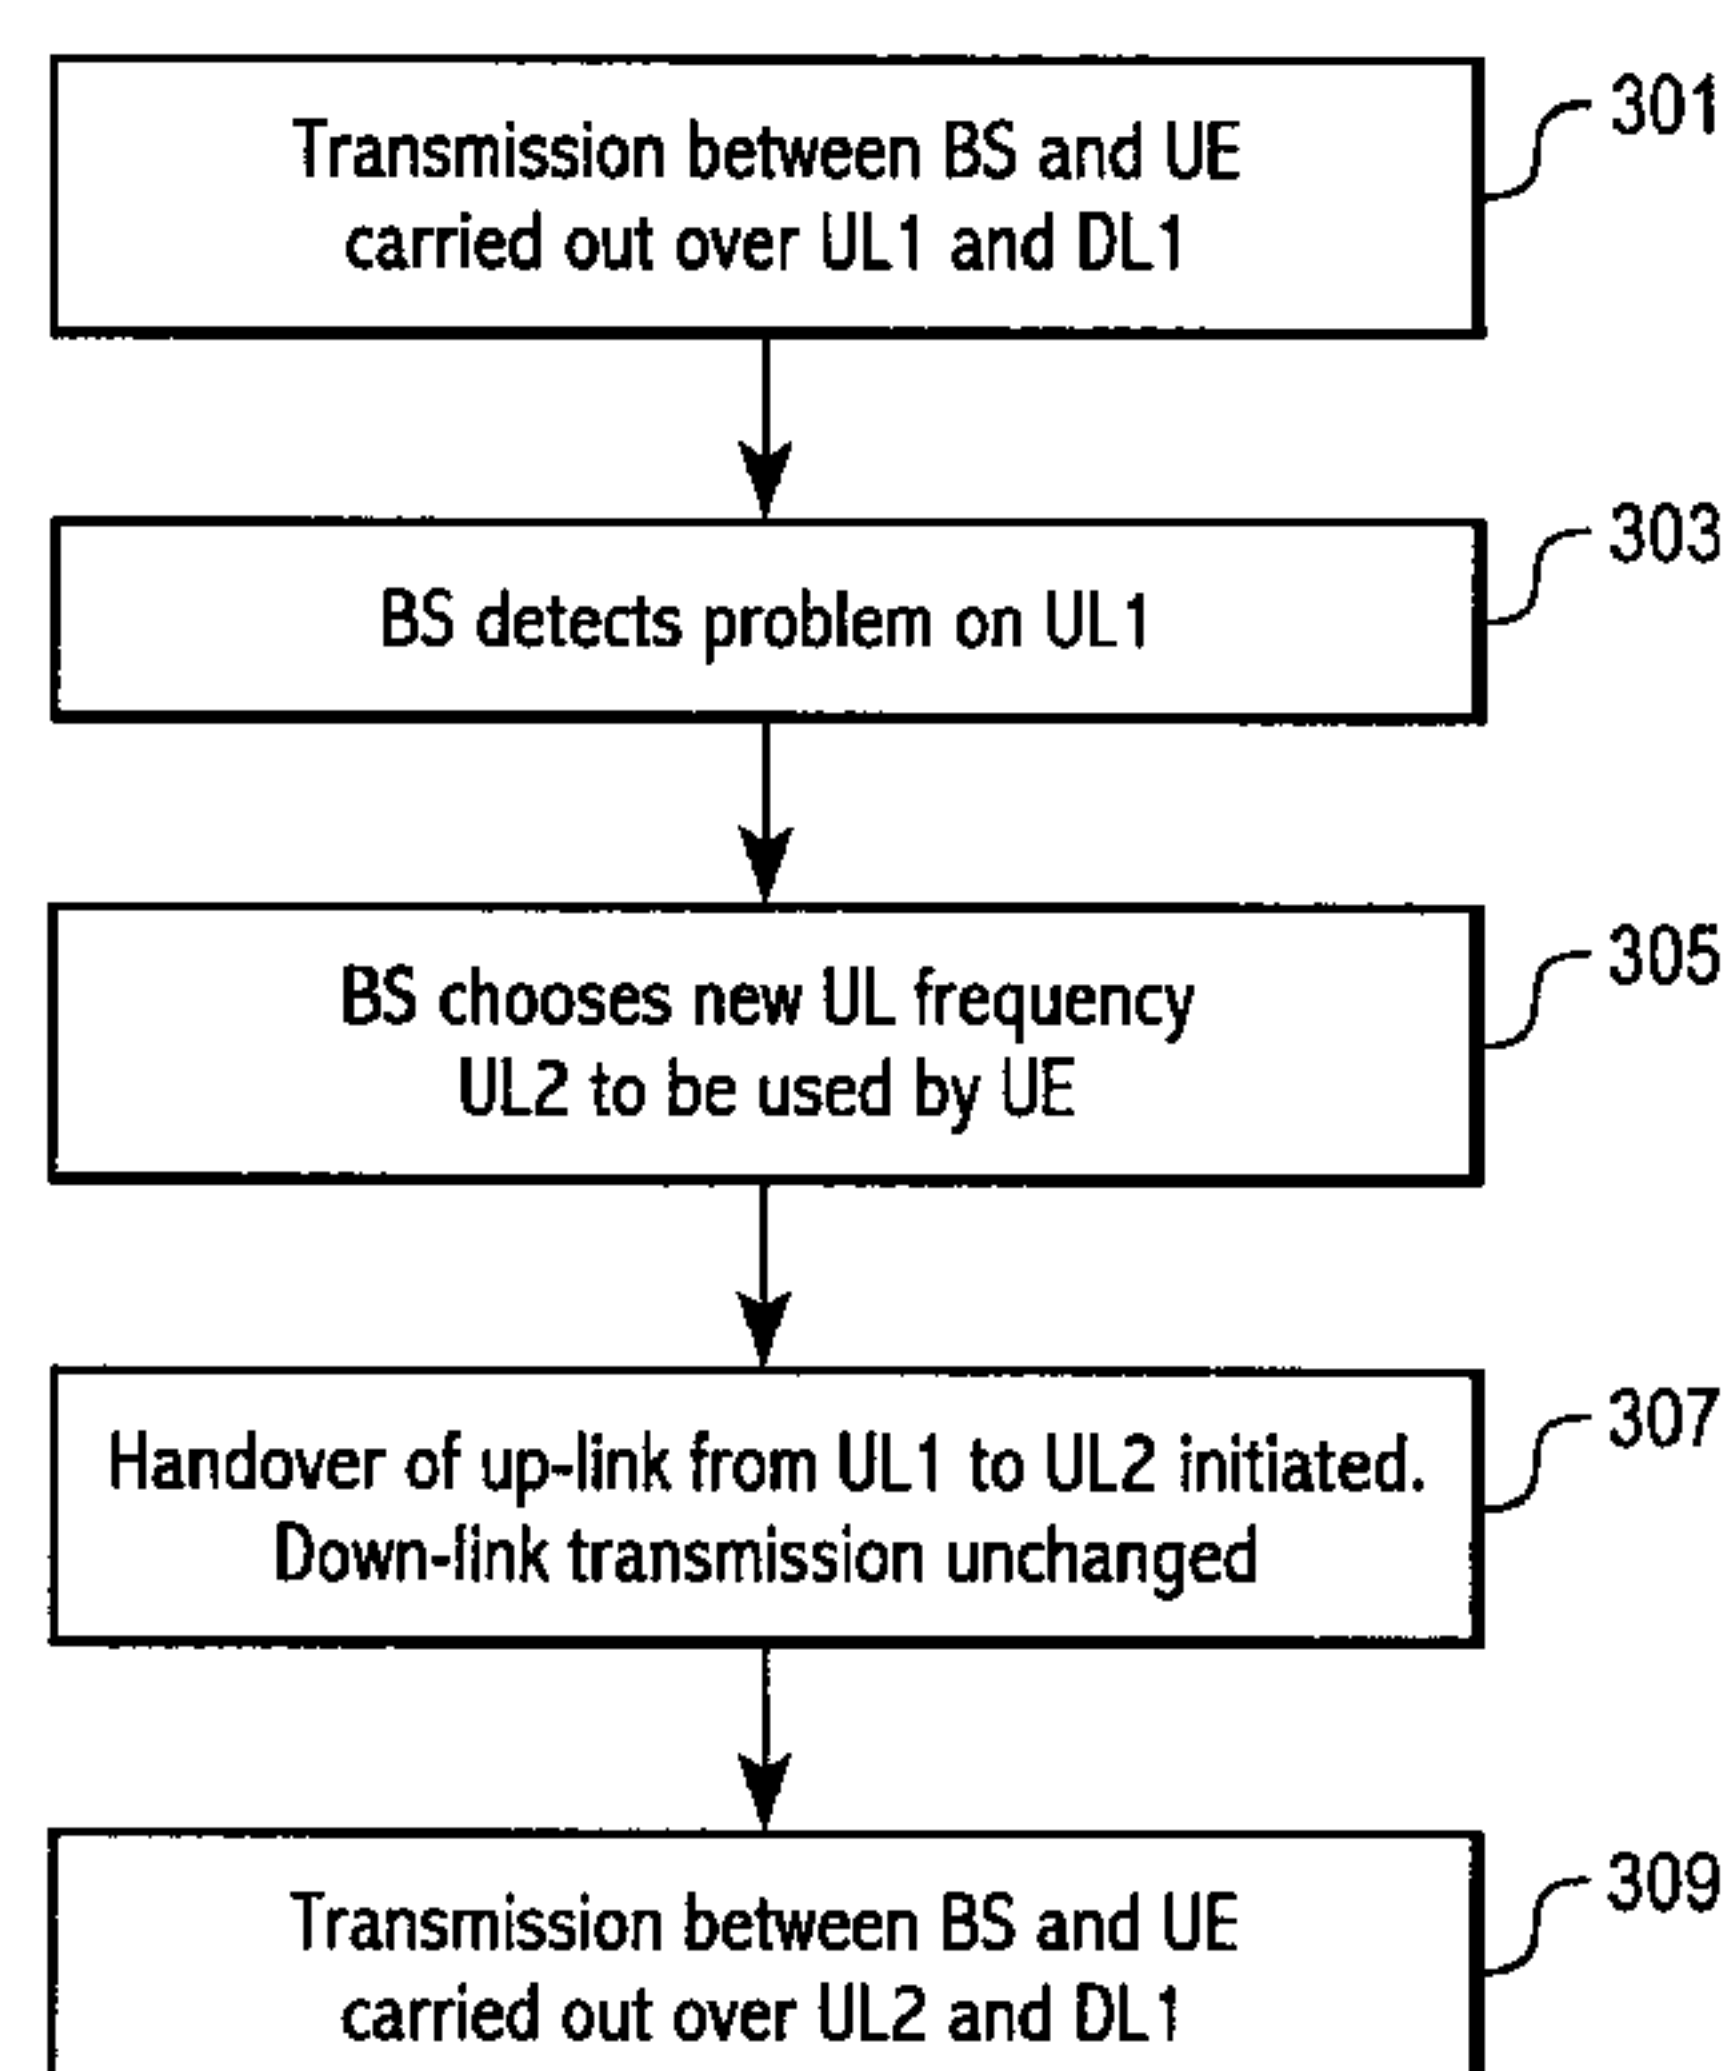 301
Transmission between BS and UE
carried out over UL1 and DL1
303
BS detects problem on UL1
305
BS chooses new UL frequency
UL2 to be used by UE
307
Handover of up-link from UL1 to UL2 initiated.
Down-link transmission unchanged
309
Transmission between BS and UE
carried out over UL2 and DL1